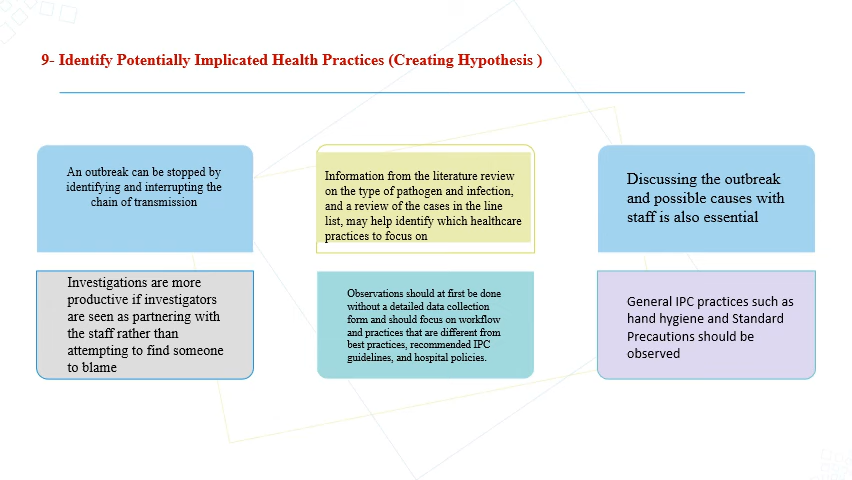 9- Identify Potentially Implicated Health Practices (Creating Hypothesis )
An outbreak can be stopped by
identifying and interrupting the
chain of transmission
Information from the literature review
on the type of pathogen and infection,
and a review of the cases in the line
list, may help identify which healthcare
practices to focus on
Discussing the outbreak
and possible causes with
staff is also essential
Investigations are more
productive if investigators
are seen as partnering with
the staff rather than
attempting to find someone
to blame
Observations should at first be done
without a detailed data collection
form and should focus on workflow
and practices that are different from
best practices, recommended IPC
guidelines, and hospital policies.
General IPC practices such as
hand hygiene and Standard
Precautions should be
observed